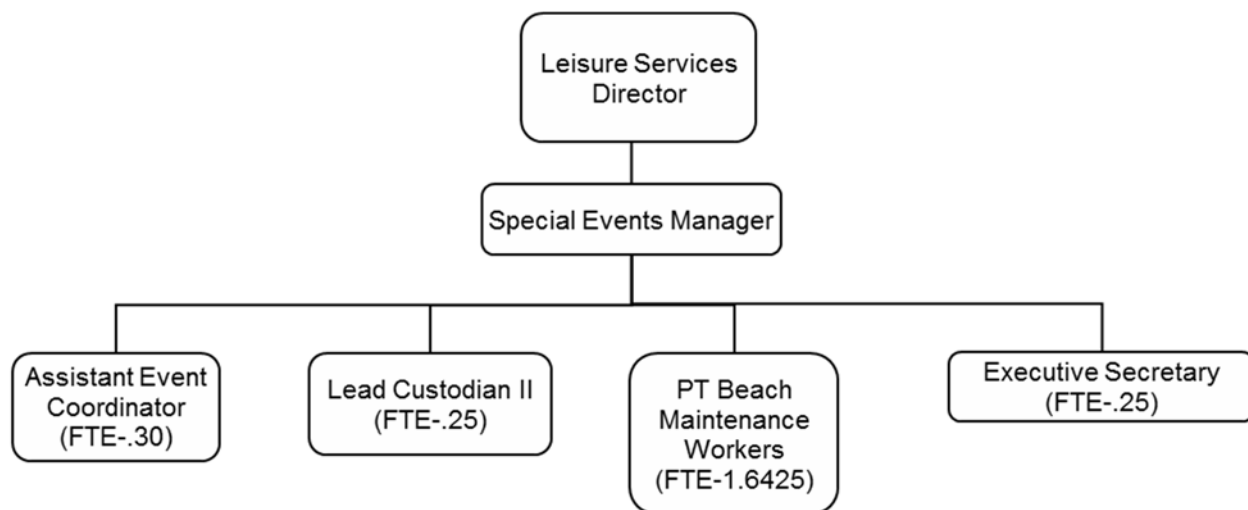 Leisure Services
Director
Special Events Manager
Assistant Event
Coordinator
(FTE-.30)
Lead Custodian II
(FTE-.25)
PT Beach
Maintenance
Workers
(FTE-1.6425)
Executive Secretary
(FTE-.25)